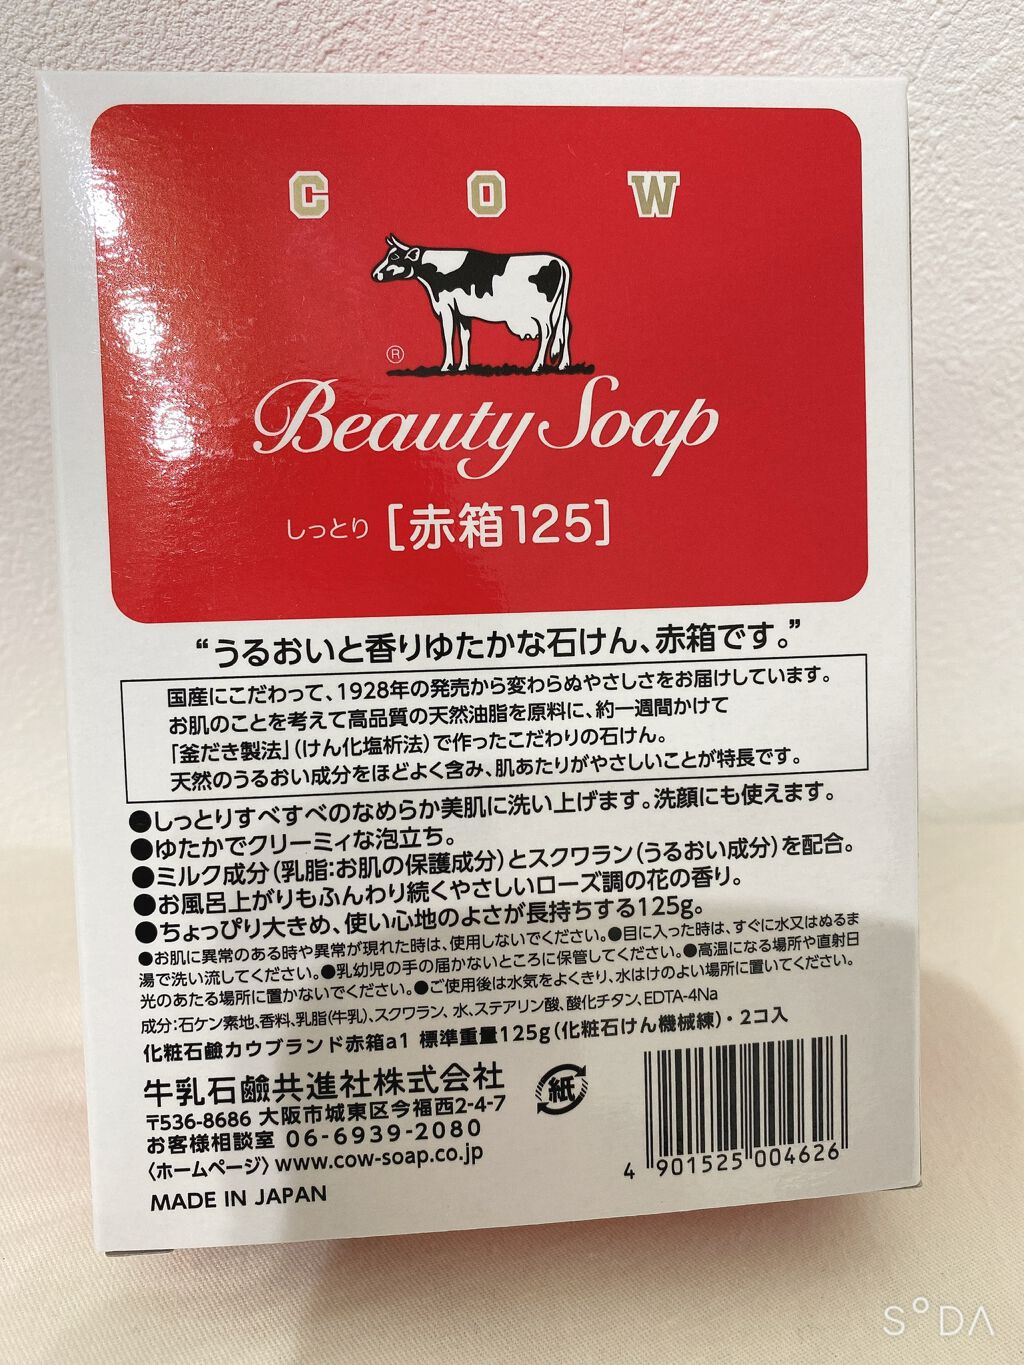 COW
®
Beauty Soap
しっとり [赤箱125]
“うるおいと香りゆたかな石けん、赤箱です。”
国産にこだわって、1928年の発売から変わらぬやさしさをお届けしています。
お肌のことを考えて高品質の天然油脂を原料に、約一週間かけて
「釜だき製法」(けん化塩析法)で作ったこだわりの石けん。
天然のうるおい成分をほどよく含み、肌あたりがやさしいことが特長です。
●しっとりすべすべのなめらか美肌に洗い上げます。洗顔にも使えます。
●ゆたかでクリーミィな泡立ち。
●ミルク成分(乳脂:お肌の保護成分)とスクワラン(うるおい成分)を配合。
●お風呂上がりもふんわり続くやさしいローズ調の花の香り。
●ちょっぴり大きめ、使い心地のよさが長持ちする125g。
●お肌に異常のある時や異常が現れた時は、使用しないでください。●目に入った時は、すぐに水又はぬるま
湯で洗い流してください。●乳幼児の手の届かないところに保管してください。●高温になる場所や直射日
光のあたる場所に置かないでください。●ご使用後は水気をよくきり、水はけのよい場所に置いてください。
成分:石ケン素地、香料、乳脂(牛乳)、スクワラン、水、ステアリン酸、酸化チタン、EDTA-4Na
化粧石鹼カウブランド赤箱a1 標準重量125g(化粧石けん機械練)・2コ入
牛乳石鹼共進社株式会社
〒536-8686 大阪市城東区今福西2-4-7
お客様相談室 06-6939-2080
〈ホームページ〉www.cow-soap.co.jp
MADE IN JAPAN
紙
4 901525 004626
SODA